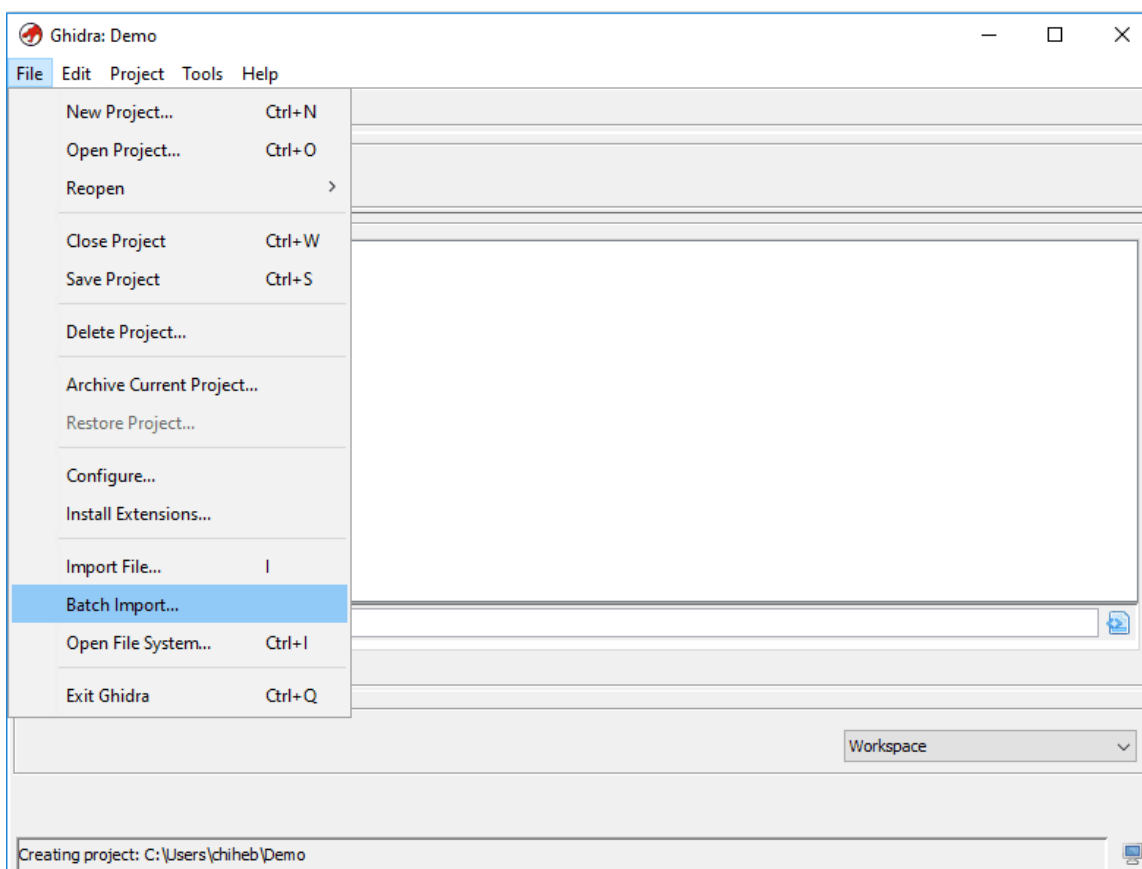 Ghidra: Demo
File Edit Project Tools Help
New Project... Ctrl+N
Open Project... Ctrl+O
Reopen
Close Project Ctrl+W
Save Project Ctrl+S
Delete Project...
Archive Current Project...
Restore Project...
Configure...
Install Extensions...
Import File... I
Batch Import...
Open File System... Ctrl+I
Exit Ghidra Ctrl+Q
Workspace
Creating project: C:\Users\chiheb\Demo